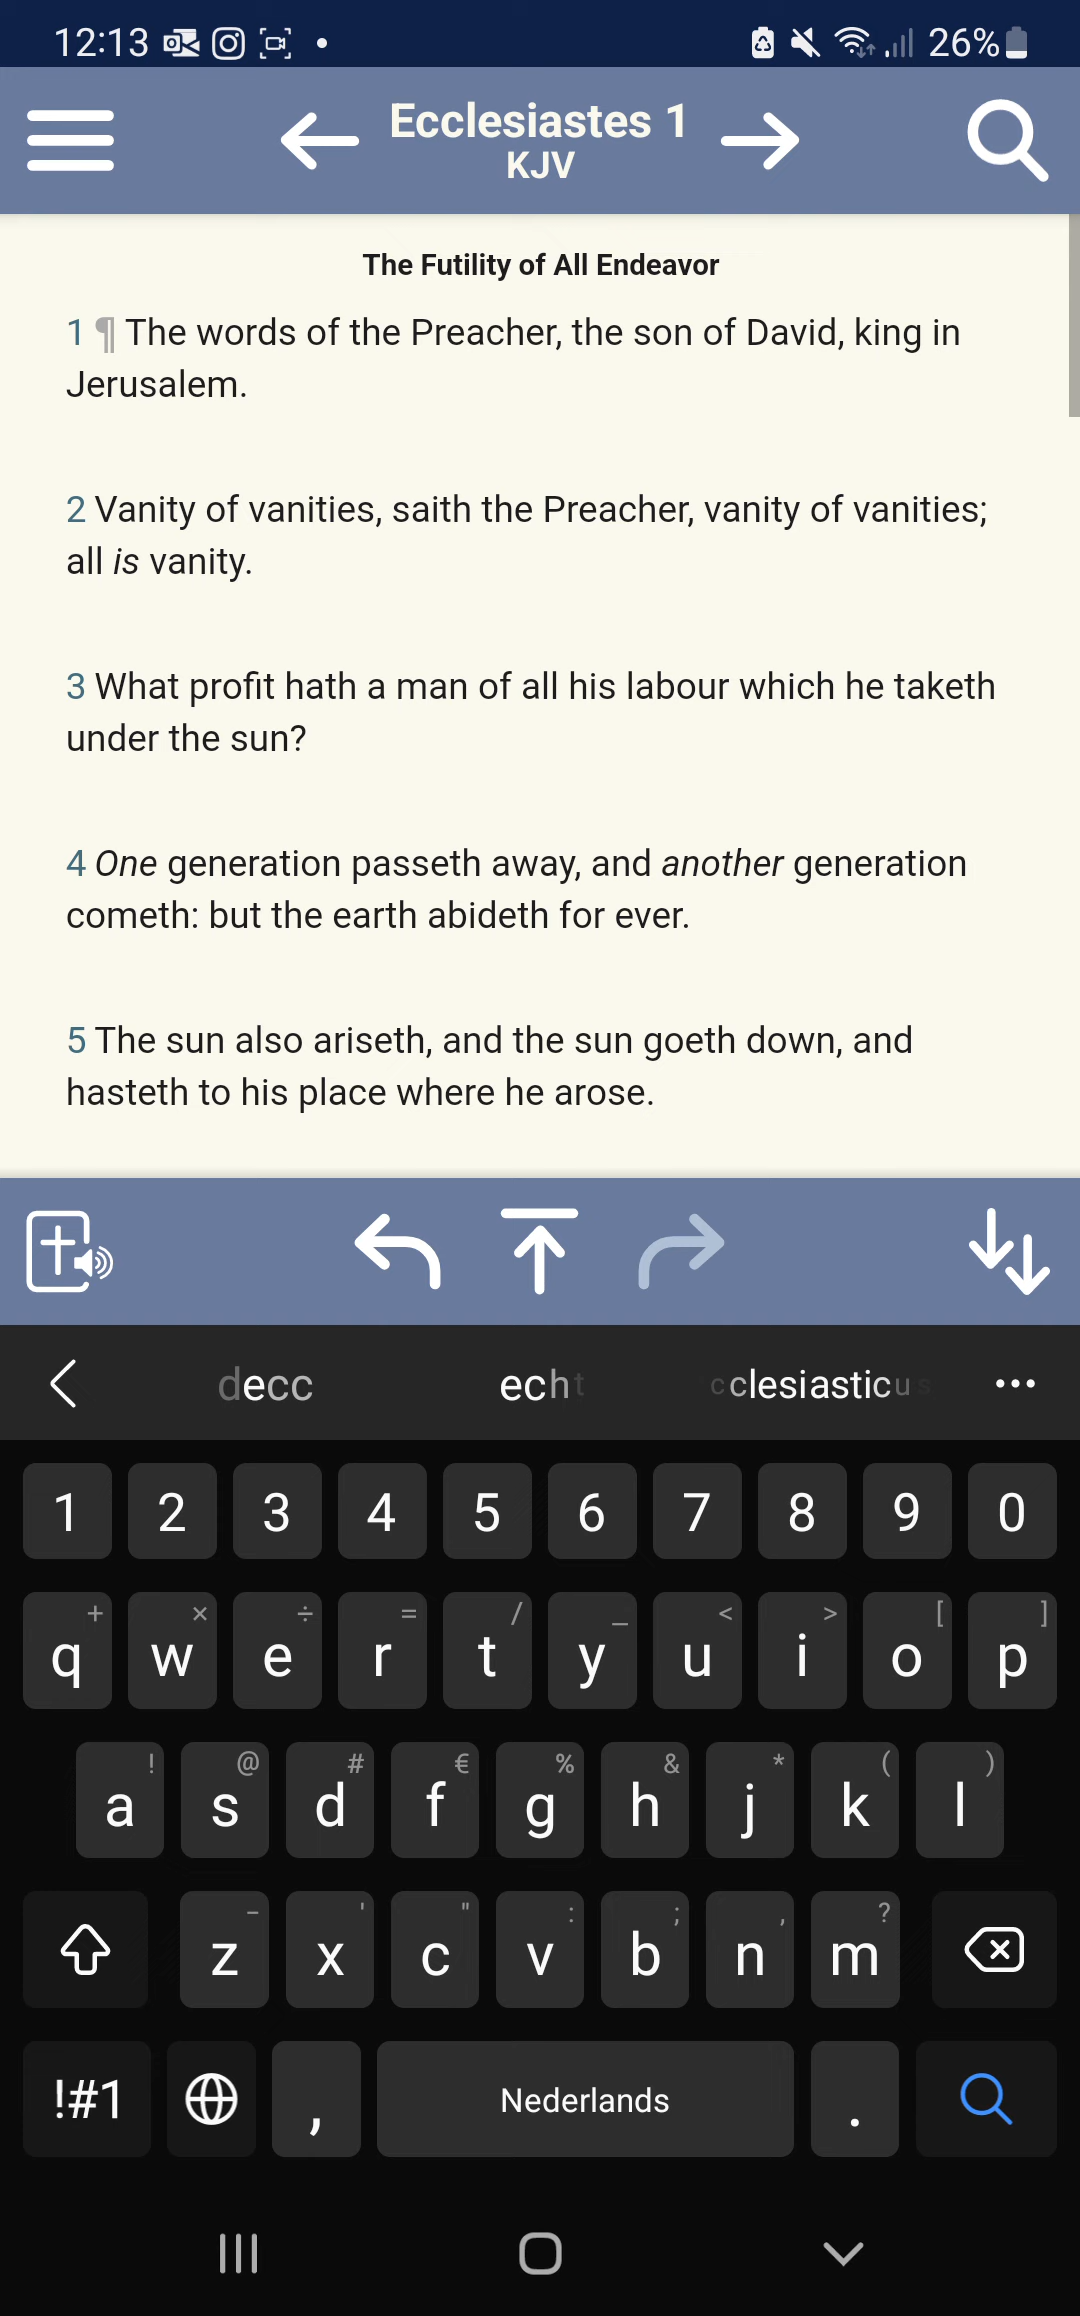 12:13
26%
Ecclesiastes 1
KJV
The Futility of All Endeavor
1 ¶ The words of the Preacher, the son of David, king in
Jerusalem.
2 Vanity of vanities, saith the Preacher, vanity of vanities;
all is vanity.
3 What profit hath a man of all his labour which he taketh
under the sun?
4 One generation passeth away, and another generation
cometh: but the earth abideth for ever.
5 The sun also ariseth, and the sun goeth down, and
hasteth to his place where he arose.
decc echt cclesiasticus
1 2 3 4 5 6 7 8 9 0
+ × ÷ = / _ < > [ ]
q w e r t y u i o p
! @ # € % & * ( )
a s d f g h j k l
- ' " : ; , ?
z x c v b n m
!#1 , Nederlands .